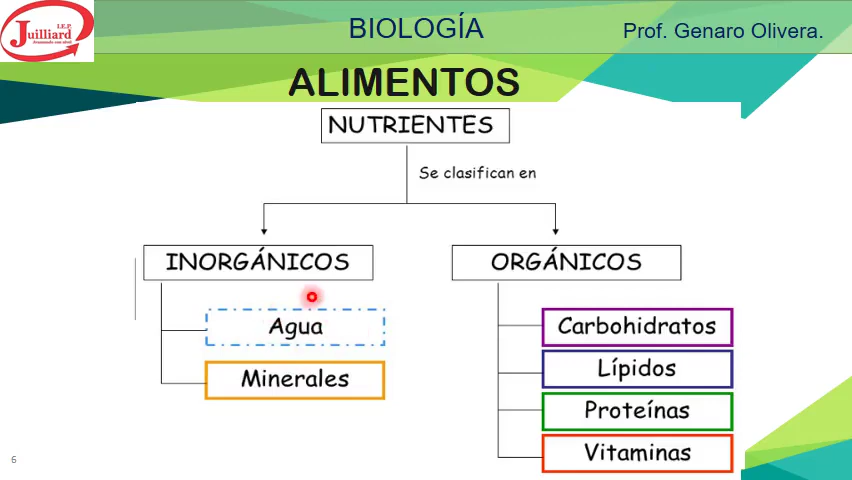 I.E.P.
Juilliard
BIOLOGÍA
Prof. Genaro Olivera.
ALIMENTOS
NUTRIENTES
Se clasifican en
INORGÁNICOS
ORGÁNICOS
Agua
Minerales
Carbohidratos
Lípidos
Proteínas
Vitaminas
6